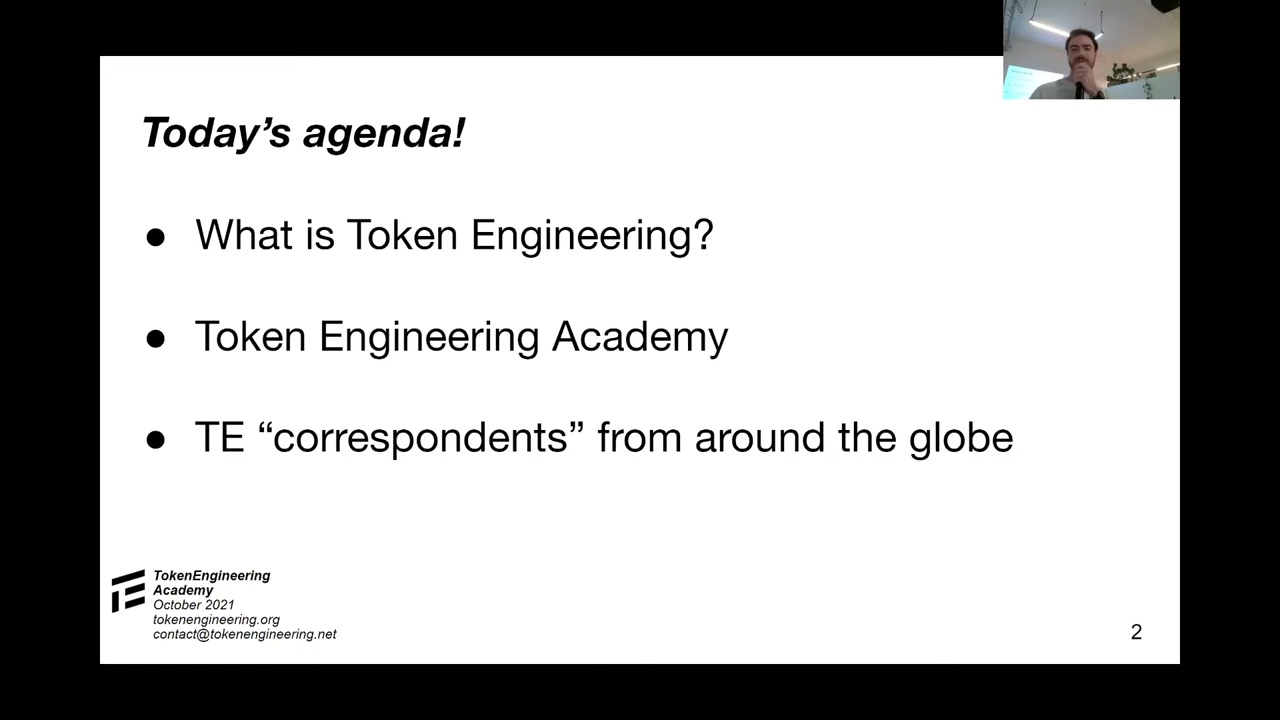 Today’s agenda!
● What is Token Engineering?
● Token Engineering Academy
● TE “correspondents” from around the globe
TokenEngineering
Academy
October 2021
tokenengineering.org
contact@tokenengineering.net
2